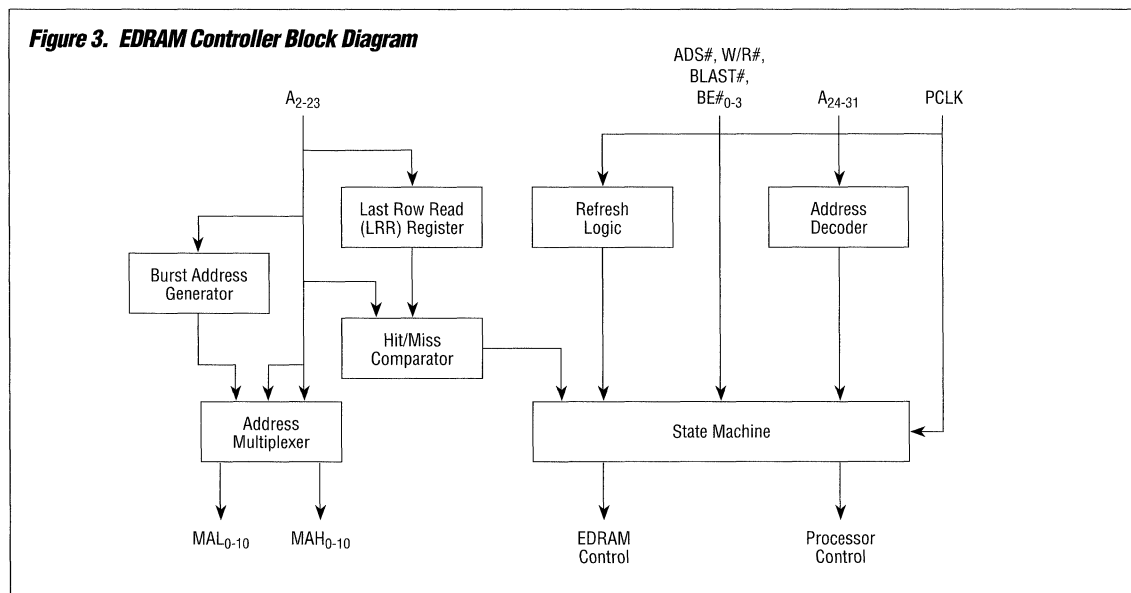 Figure 3. EDRAM Controller Block Diagram
ADS#, W/R#,
BLAST#,
BE#0-3
A2-23
A24-31
PCLK
Last Row Read
(LRR) Register
Refresh
Logic
Address
Decoder
Burst Address
Generator
Hit/Miss
Comparator
Address
Multiplexer
State Machine
MAL0-10
MAH0-10
EDRAM
Control
Processor
Control